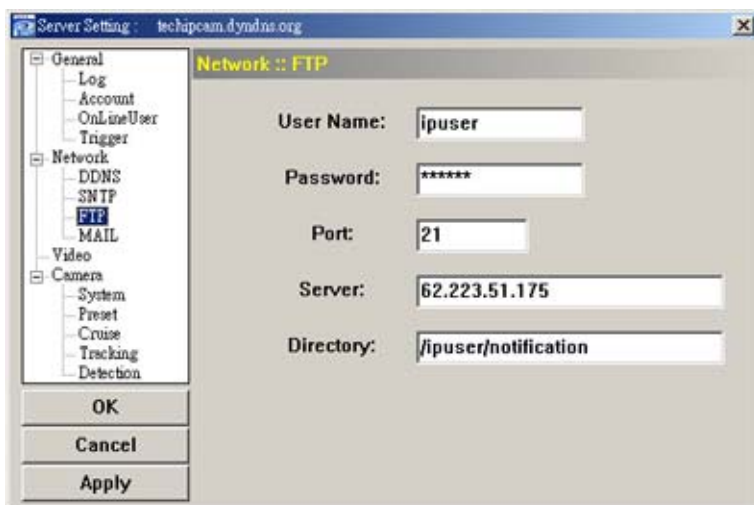 Server Setting : techipcam.dyndns.org
General
Log
Account
OnLineUser
Trigger
Network
DDNS
SNTP
FTP
MAIL
Video
Camera
System
Preset
Cruise
Tracking
Detection
OK
Cancel
Apply
Network :: FTP
User Name: ipuser
Password: ******
Port: 21
Server: 62.223.51.175
Directory: /ipuser/notification